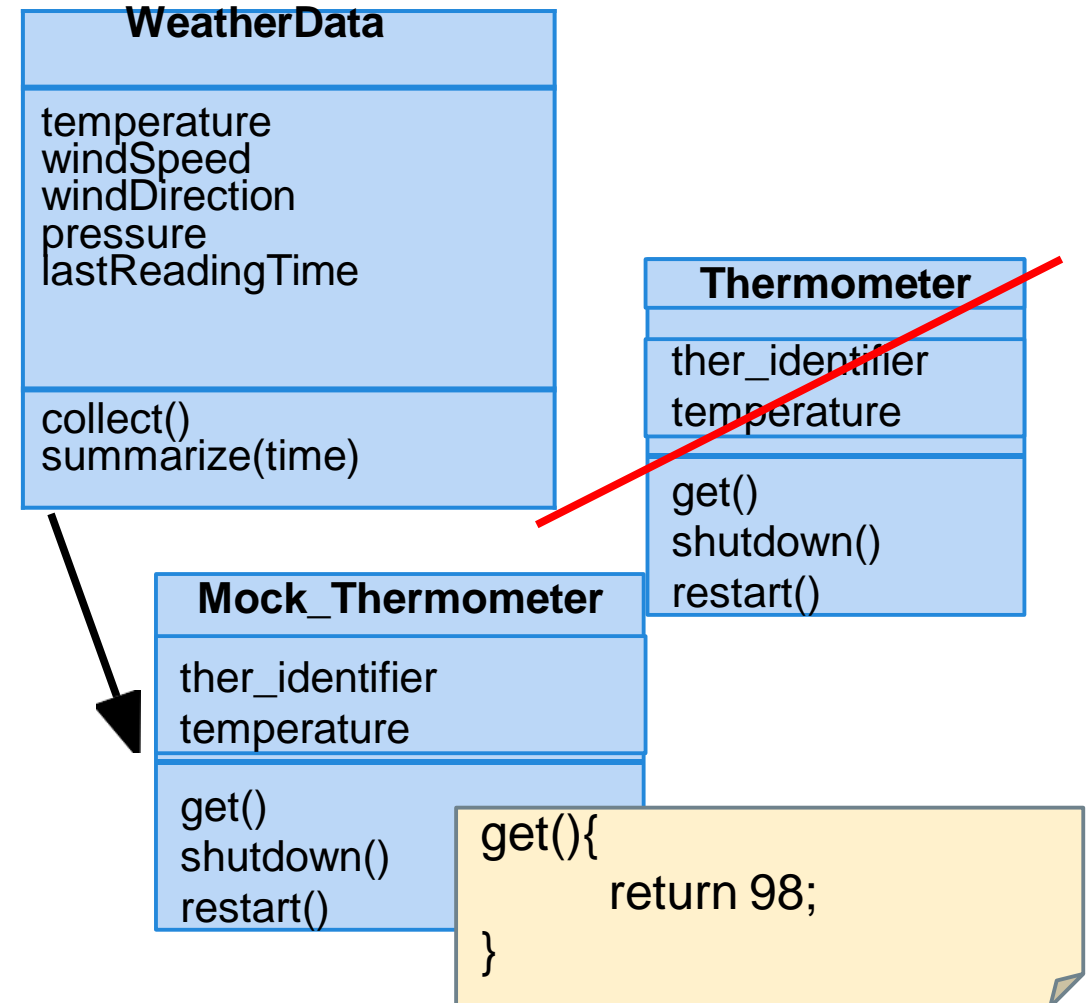 WeatherData
temperature
windSpeed
windDirection
pressure
lastReadingTime
collect()
summarize(time)
Thermometer
ther_identifier
temperature
get()
shutdown()
restart()
Mock_Thermometer
ther_identifier
temperature
get()
shutdown()
restart()
get(){
return 98;
}